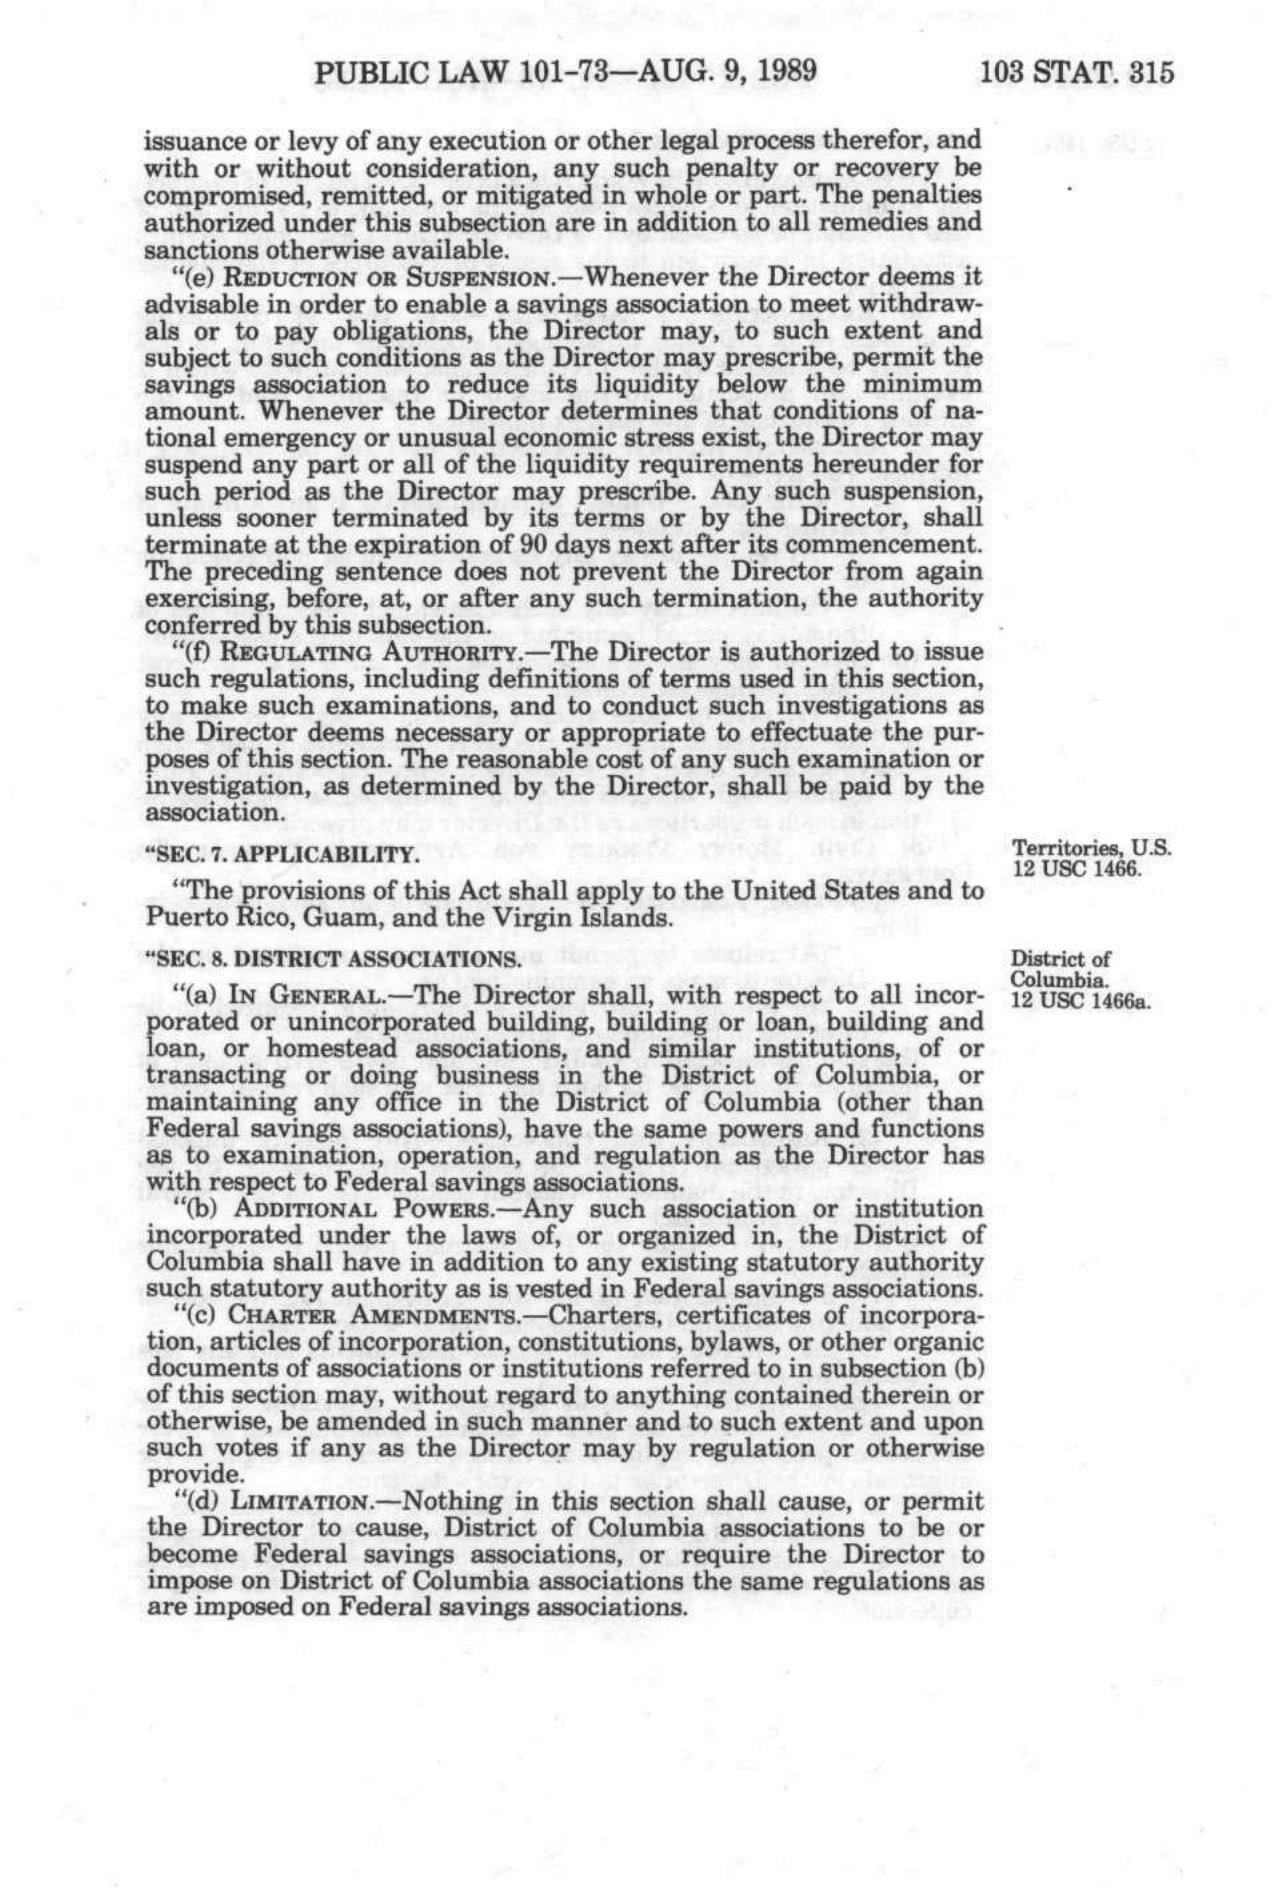 PUBLIC LAW 101-73—AUG. 9, 1989 103 STAT. 315
issuance or levy of any execution or other legal process therefor, and
with or without consideration, any such penalty or recovery be
compromised, remitted, or mitigated in whole or part. The penalties
authorized under this subsection are in addition to all remedies and
sanctions otherwise available.
"(e) REDUCTION OR SUSPENSION.—Whenever the Director deems it
advisable in order to enable a savings association to meet withdraw-
als or to pay obligations, the Director may, to such extent and
subject to such conditions as the Director may prescribe, permit the
savings association to reduce its liquidity below the minimum
amount. Whenever the Director determines that conditions of na-
tional emergency or unusual economic stress exist, the Director may
suspend any part or all of the liquidity requirements hereunder for
such period as the Director may prescribe. Any such suspension,
unless sooner terminated by its terms or by the Director, shall
terminate at the expiration of 90 days next after its commencement.
The preceding sentence does not prevent the Director from again
exercising, before, at, or after any such termination, the authority
conferred by this subsection.
"(f) REGULATING AUTHORITY.—The Director is authorized to issue
such regulations, including definitions of terms used in this section,
to make such examinations, and to conduct such investigations as
the Director deems necessary or appropriate to effectuate the pur-
poses of this section. The reasonable cost of any such examination or
investigation, as determined by the Director, shall be paid by the
association.
"SEC. 7. APPLICABILITY.
Territories, U.S.
12 USC 1466.
"The provisions of this Act shall apply to the United States and to
Puerto Rico, Guam, and the Virgin Islands.
"SEC. 8. DISTRICT ASSOCIATIONS.
District of
Columbia.
12 USC 1466a.
"(a) IN GENERAL.—The Director shall, with respect to all incor-
porated or unincorporated building, building or loan, building and
loan, or homestead associations, and similar institutions, of or
transacting or doing business in the District of Columbia, or
maintaining any office in the District of Columbia (other than
Federal savings associations), have the same powers and functions
as to examination, operation, and regulation as the Director has
with respect to Federal savings associations.
"(b) ADDITIONAL POWERS.—Any such association or institution
incorporated under the laws of, or organized in, the District of
Columbia shall have in addition to any existing statutory authority
such statutory authority as is vested in Federal savings associations.
"(c) CHARTER AMENDMENTS.—Charters, certificates of incorpora-
tion, articles of incorporation, constitutions, bylaws, or other organic
documents of associations or institutions referred to in subsection (b)
of this section may, without regard to anything contained therein or
otherwise, be amended in such manner and to such extent and upon
such votes if any as the Director may by regulation or otherwise
provide.
"(d) LIMITATION.—Nothing in this section shall cause, or permit
the Director to cause, District of Columbia associations to be or
become Federal savings associations, or require the Director to
impose on District of Columbia associations the same regulations as
are imposed on Federal savings associations.